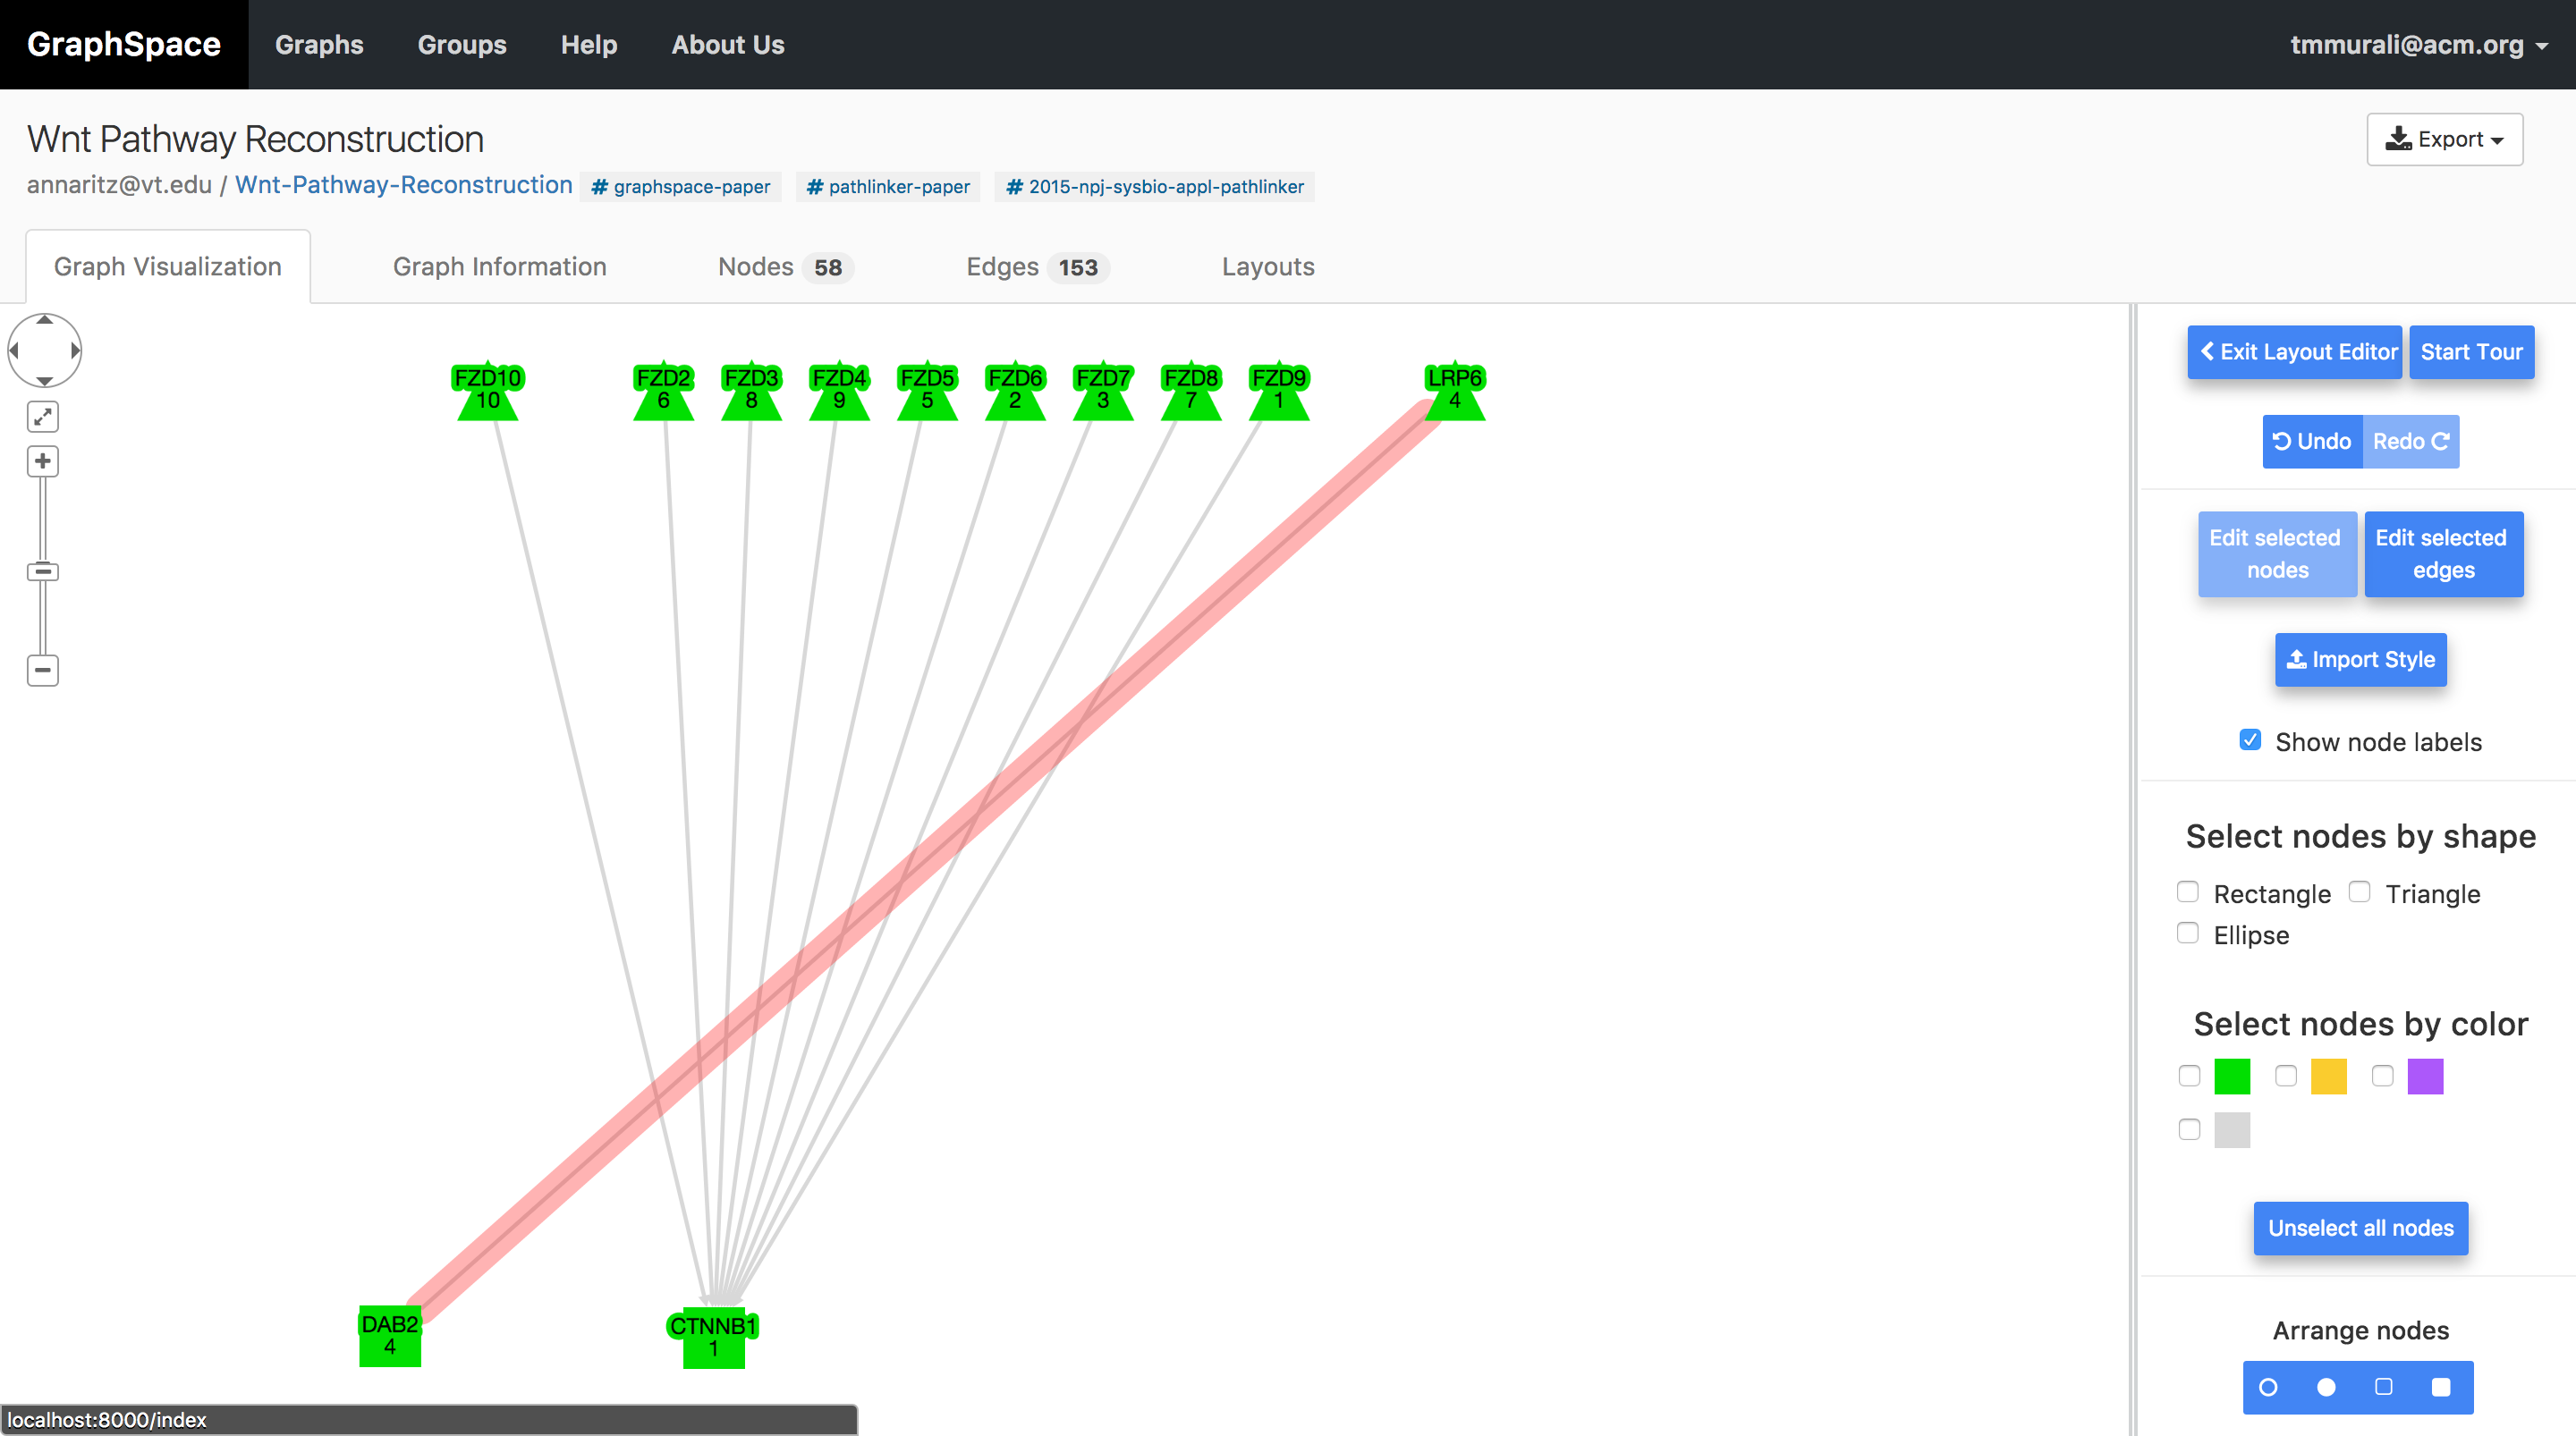 GraphSpace Graphs Groups Help About Us tmmurali@acm.org
Wnt Pathway Reconstruction Export
annaritz@vt.edu / Wnt-Pathway-Reconstruction # graphspace-paper # pathlinker-paper # 2015-npj-sysbio-appl-pathlinker
Graph Visualization Graph Information Nodes 58 Edges 153 Layouts
Exit Layout Editor Start Tour
FZD10 FZD2 FZD3 FZD4 FZD5 FZD6 FZD7 FZD8 FZD9 LRP6
10 6 8 9 5 2 3 7 1 4
Undo Redo
Edit selected nodes Edit selected edges
Import Style
Show node labels
Select nodes by shape
Rectangle Triangle
Ellipse
Select nodes by color
Unselect all nodes
DAB2 CTNNB1
4 1
Arrange nodes
localhost:8000/index